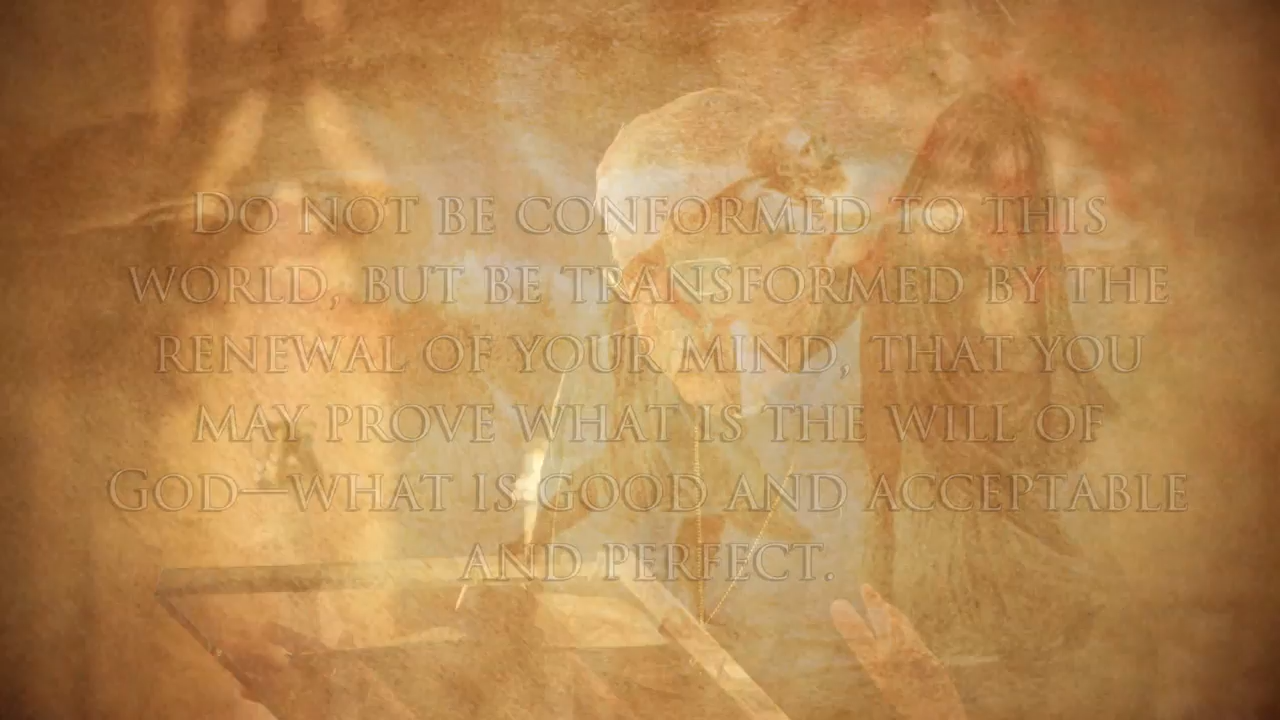 Do not be conformed to this
world, but be transformed by the
renewal of your mind, that you
may prove what is the will of
God—what is good and acceptable
and perfect.